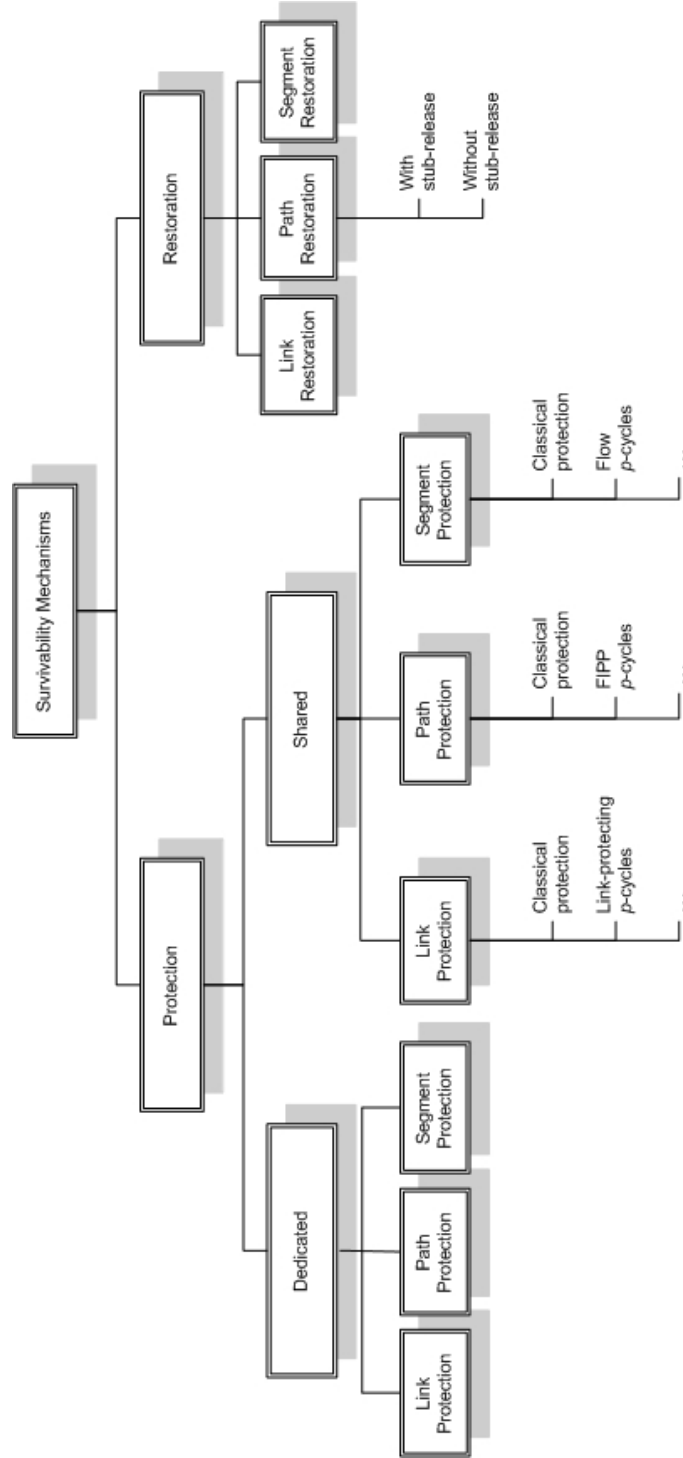 Survivability Mechanisms
Protection
Restoration
Dedicated
Shared
Link
Restoration
Path
Restoration
Segment
Restoration
With
stub-release
Without
stub-release
Link
Protection
Path
Protection
Segment
Protection
Link
Protection
Path
Protection
Segment
Protection
Classical
protection
Link-protecting
p-cycles
Classical
protection
FIPP
p-cycles
Classical
protection
Flow
p-cycles